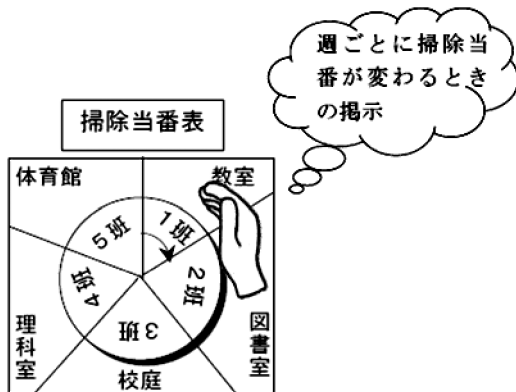 週ごとに掃除当
番が変わるとき
の掲示
掃除当番表
体育館
教室
5班
1班
4班
2班
3班
理科室
図書室
校庭